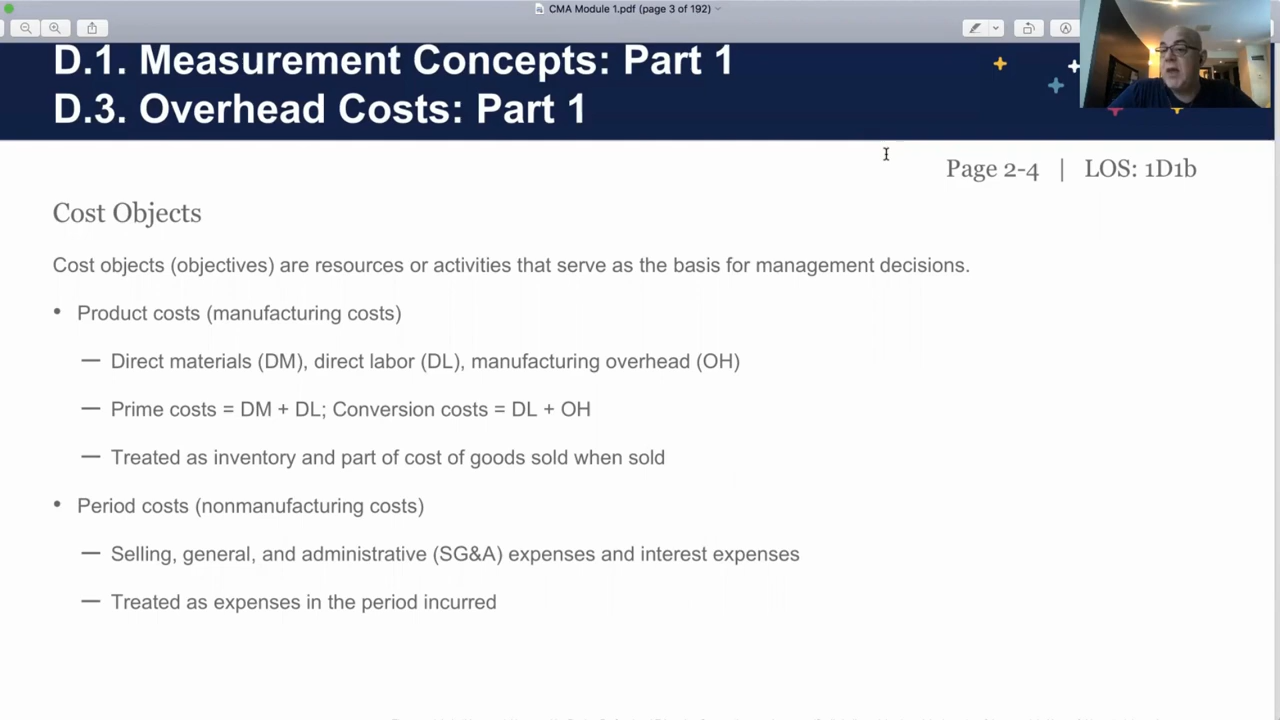 CMA Module 1.pdf (page 3 of 192)
D.1. Measurement Concepts: Part 1
D.3. Overhead Costs: Part 1
Page 2-4 | LOS: 1D1b
Cost Objects
Cost objects (objectives) are resources or activities that serve as the basis for management decisions.
• Product costs (manufacturing costs)
— Direct materials (DM), direct labor (DL), manufacturing overhead (OH)
— Prime costs = DM + DL; Conversion costs = DL + OH
— Treated as inventory and part of cost of goods sold when sold
• Period costs (nonmanufacturing costs)
— Selling, general, and administrative (SG&A) expenses and interest expenses
— Treated as expenses in the period incurred